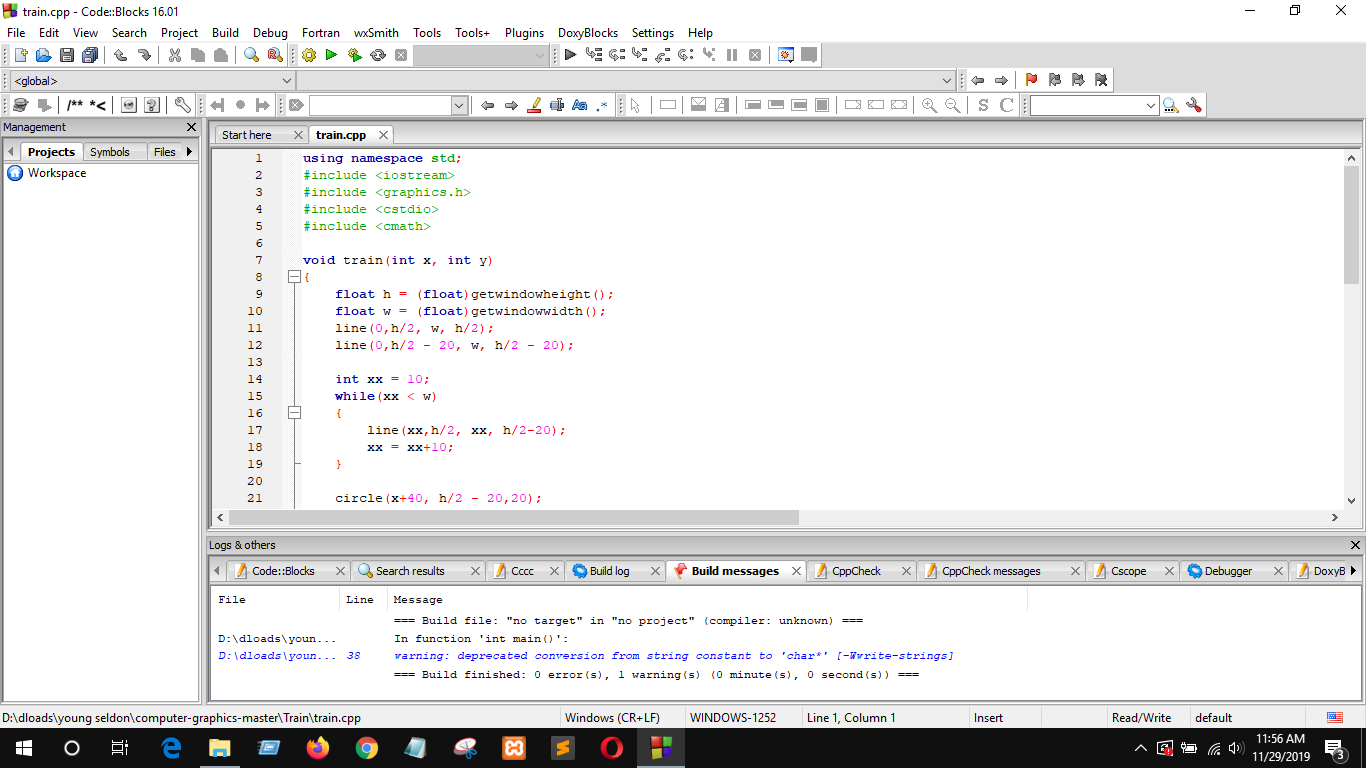 train.cpp - Code::Blocks 16.01
File Edit View Search Project Build Debug Fortran wxSmith Tools Tools+ Plugins DoxyBlocks Settings Help
<global>
/** *<
Aa .*
S C
Management
Projects Symbols Files
Workspace
Start here train.cpp
1 using namespace std;
2 #include <iostream>
3 #include <graphics.h>
4 #include <cstdio>
5 #include <cmath>
6
7 void train(int x, int y)
8 {
9 float h = (float)getwindowheight();
10 float w = (float)getwindowwidth();
11 line(0,h/2, w, h/2);
12 line(0,h/2 - 20, w, h/2 - 20);
13
14 int xx = 10;
15 while(xx < w)
16 {
17 line(xx,h/2, xx, h/2-20);
18 xx = xx+10;
19 }
20
21 circle(x+40, h/2 - 20,20);
Logs & others
Code::Blocks Search results Cccc Build log Build messages CppCheck CppCheck messages Cscope Debugger DoxyB
File Line Message
=== Build file: "no target" in "no project" (compiler: unknown) ===
D:\dloads\youn... In function 'int main()':
D:\dloads\youn... 38 warning: deprecated conversion from string constant to 'char*' [-Wwrite-strings]
=== Build finished: 0 error(s), 1 warning(s) (0 minute(s), 0 second(s)) ===
D:\dloads\young seldon\computer-graphics-master\Train\train.cpp Windows (CR+LF) WINDOWS-1252 Line 1, Column 1 Insert Read/Write default
11:56 AM
11/29/2019
3